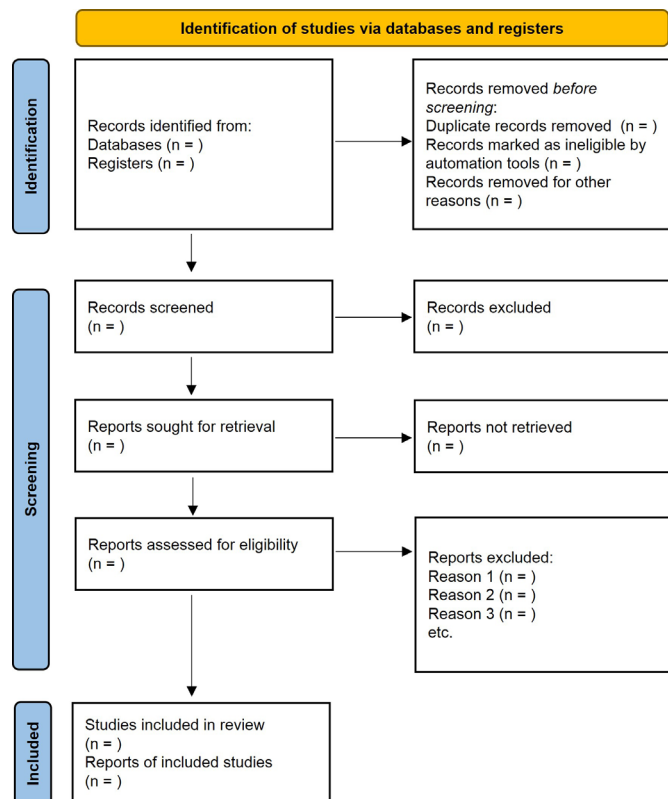 Identification of studies via databases and registers
Identification
Records identified from:
Databases (n = )
Registers (n = )
Records removed before
screening:
Duplicate records removed (n = )
Records marked as ineligible by
automation tools (n = )
Records removed for other
reasons (n = )
Screening
Records screened
(n = )
Records excluded
(n = )
Reports sought for retrieval
(n = )
Reports not retrieved
(n = )
Reports assessed for eligibility
(n = )
Reports excluded:
Reason 1 (n = )
Reason 2 (n = )
Reason 3 (n = )
etc.
Included
Studies included in review
(n = )
Reports of included studies
(n = )